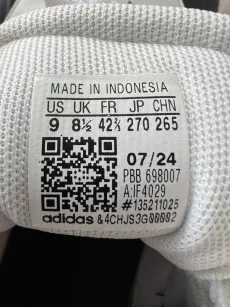 MADE IN INDONESIA
US UK FR JP CHN
9 8½ 42⅔ 270 265
07/24
PBB 698007
A:IF4029
#135211025
adidas &4CHJS3G00082